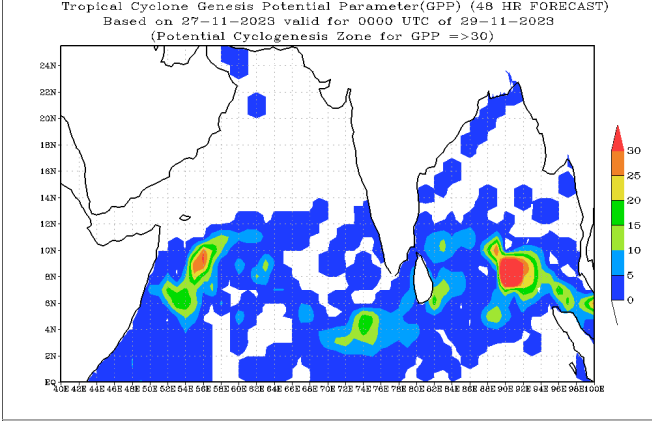 Tropical Cyclone Genesis Potential Parameter(GPP) (48 HR FORECAST)
Based on 27-11-2023 valid for 0000 UTC of 29-11-2023
(Potential Cyclogenesis Zone for GPP =>30)
24N
22N
20N
18N
16N
14N
12N
10N
8N
6N
4N
2N
EQ
40E 42E 44E 46E 48E 50E 52E 54E 56E 58E 60E 62E 64E 66E 68E 70E 72E 74E 76E 78E 80E 82E 84E 86E 88E 90E 92E 94E 96E 98E 100E
30
25
20
15
10
5
0